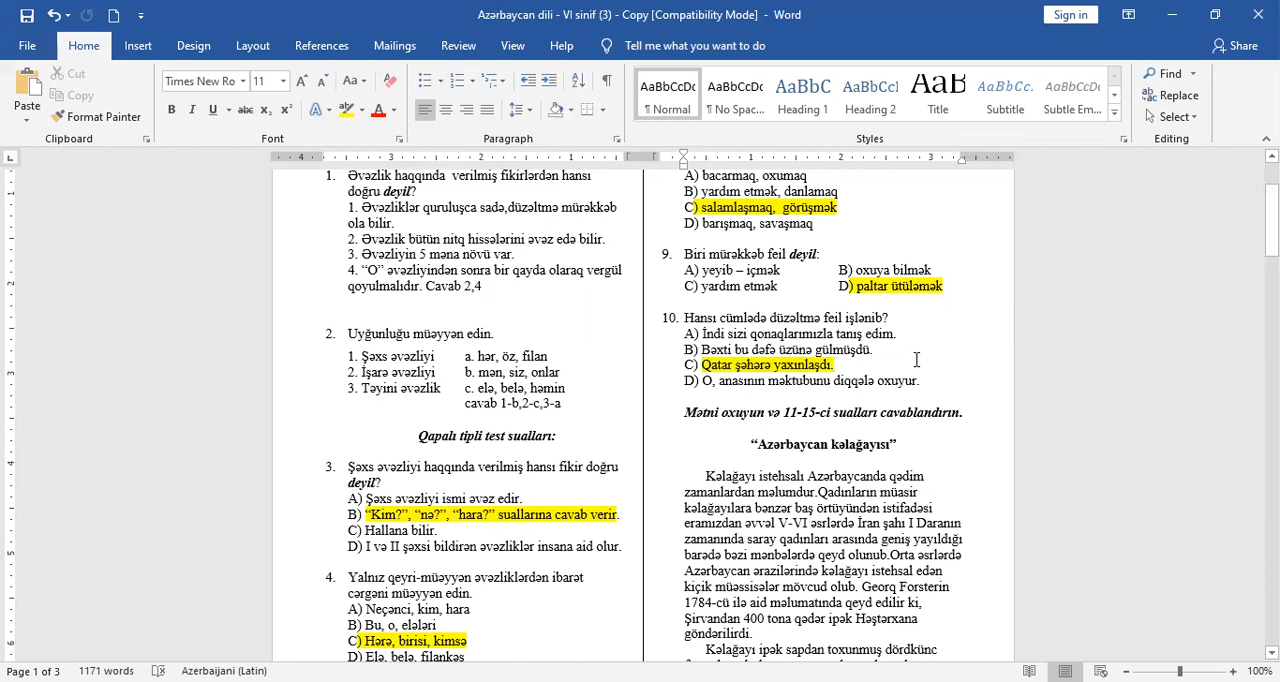 Azərbaycan dili - VI sinif (3) - Copy [Compatibility Mode] - Word
Sign in
File Home Insert Design Layout References Mailings Review View Help Tell me what you want to do Share
Paste
Cut
Copy
Format Painter
Clipboard
Times New Ro 11
Font
Paragraph
AaBbCcDc
¶ Normal
AaBbCcDc
¶ No Spac...
AaBbC
Heading 1
AaBbCcl
Heading 2
AaB
Title
AaBbCc.
Subtitle
AaBbCcDc
Subtle Em...
Styles
Find
Replace
Select
Editing
1. Əvəzlik haqqında verilmiş fikirlərdən hansı
doğru deyil?
1. Əvəzliklər quruluşca sadə,düzəltmə mürəkkəb
ola bilir.
2. Əvəzlik bütün nitq hissələrini əvəz edə bilir.
3. Əvəzliyin 5 məna növü var.
4. “O” əvəzliyindən sonra bir qayda olaraq vergül
qoyulmalıdır. Cavab 2,4
2. Uyğunluğu müəyyən edin.
1. Şəxs əvəzliyi a. hər, öz, filan
2. İşarə əvəzliyi b. mən, siz, onlar
3. Təyini əvəzlik c. elə, belə, həmin
cavab 1-b,2-c,3-a
Qapalı tipli test sualları:
3. Şəxs əvəzliyi haqqında verilmiş hansı fikir doğru
deyil?
A) Şəxs əvəzliyi ismi əvəz edir.
B) “Kim?”, “nə?”, “hara?” suallarına cavab verir.
C) Hallana bilir.
D) I və II şəxsi bildirən əvəzliklər insana aid olur.
4. Yalnız qeyri-müəyyən əvəzliklərdən ibarət
cərgəni müəyyən edin.
A) Neçənci, kim, hara
B) Bu, o, elələri
C) Hərə, birisi, kimsə
D) Elə, belə, filankəs
A) bacarmaq, oxumaq
B) yardım etmək, danlamaq
C) salamlaşmaq, görüşmək
D) barışmaq, savaşmaq
9. Biri mürəkkəb feil deyil:
A) yeyib – içmək B) oxuya bilmək
C) yardım etmək D) paltar ütüləmək
10. Hansı cümlədə düzəltmə feil işlənib?
A) İndi sizi qonaqlarımızla tanış edim.
B) Bəxti bu dəfə üzünə gülmüşdü.
C) Qatar şəhərə yaxınlaşdı.
D) O, anasının məktubunu diqqələ oxuyur.
Mətni oxuyun və 11-15-ci sualları cavablandırın.
“Azərbaycan kəlağayısı”
Kəlağayı istehsalı Azərbaycanda qədim
zamanlardan məlumdur.Qadınların müasir
kəlağayılara bənzər baş örtüyündən istifadəsi
eramızdan əvvəl V-VI əsrlərdə İran şahı I Daranın
zamanında saray qadınları arasında geniş yayıldığı
barədə bəzi mənbələrdə qeyd olunub.Orta əsrlərdə
Azərbaycan ərazilərində kəlağayı istehsal edən
kiçik müəssisələr mövcud olub. Georq Forsterin
1784-cü ilə aid məlumatında qeyd edilir ki,
Şirvandan 400 tona qədər ipək Həştərxana
göndərilirdi.
Kəlağayı ipək sapdan toxunmuş dördkünc
Page 1 of 3 1171 words Azerbaijani (Latin) 100%